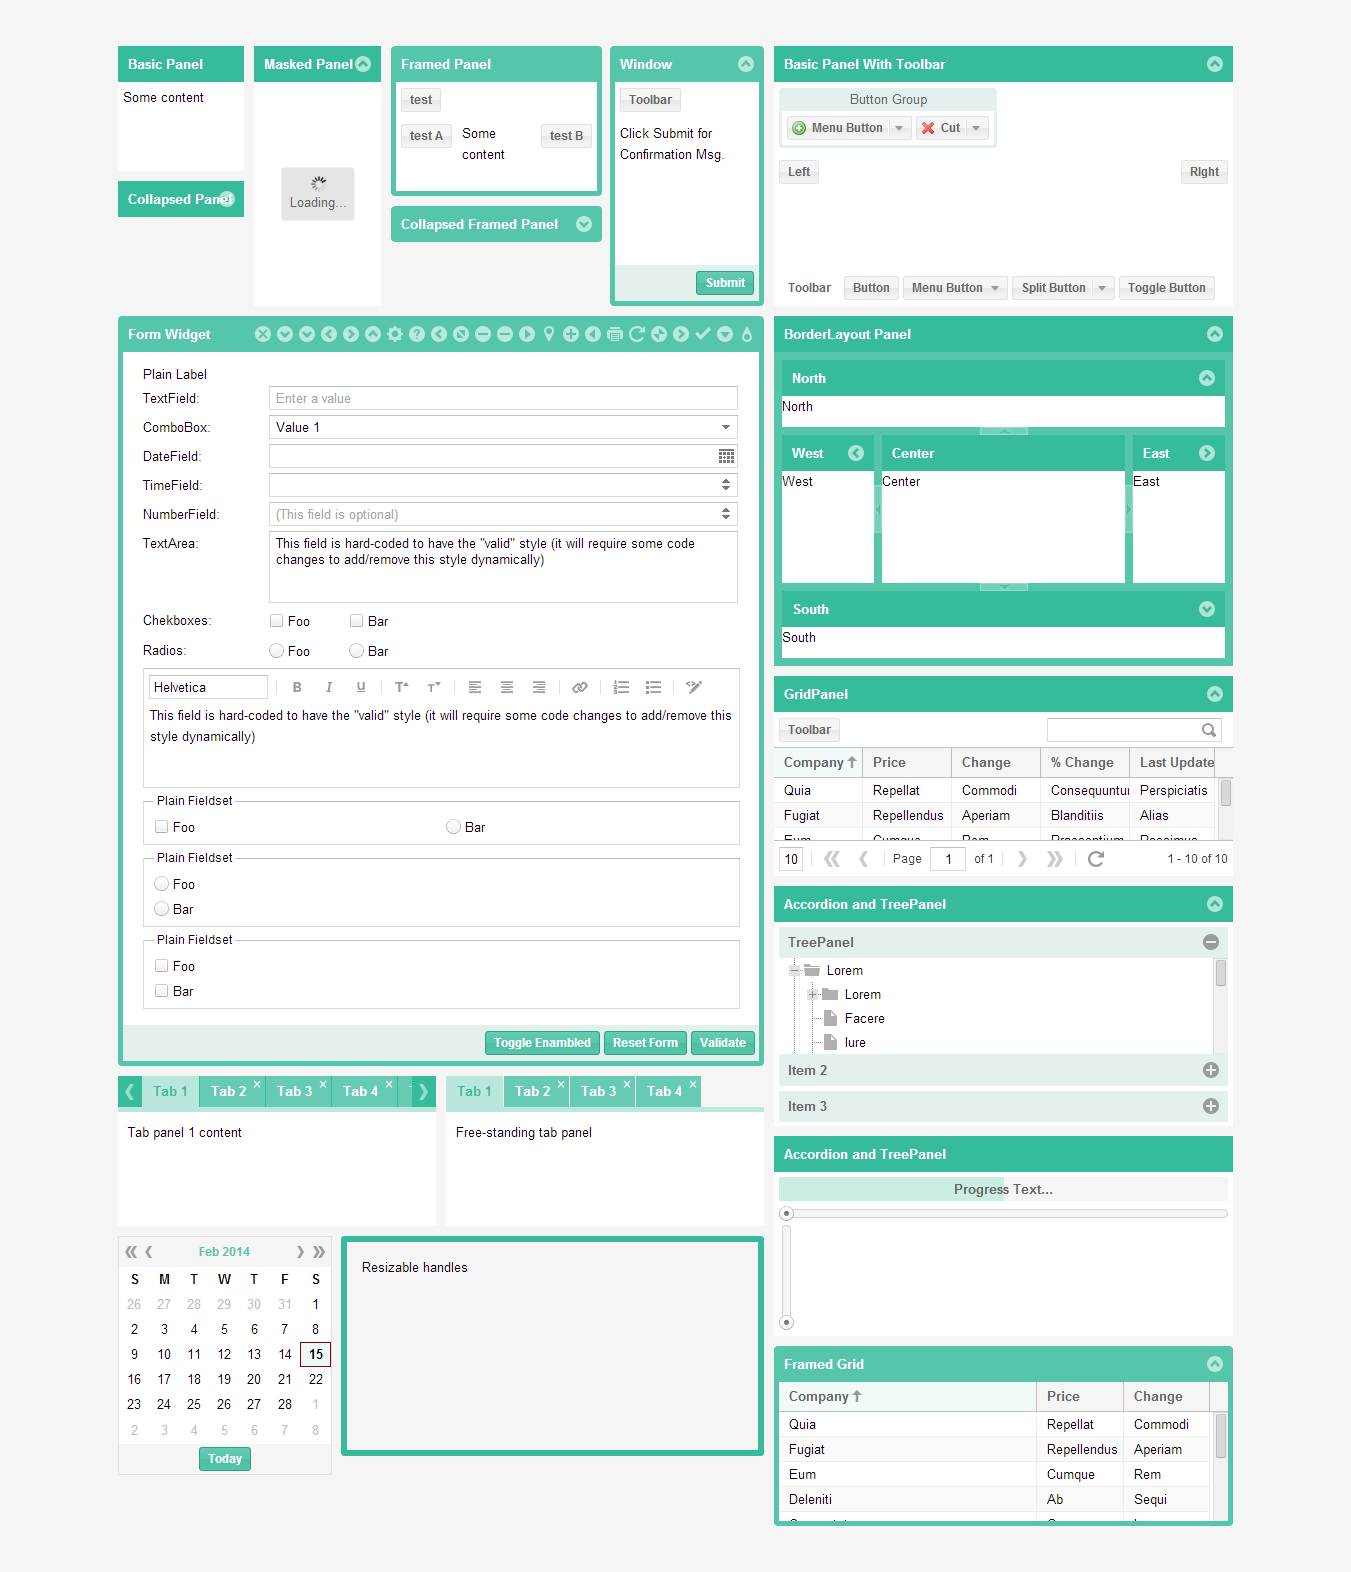 Basic Panel
Some content
Collapsed Panel
Masked Panel
Loading...
Framed Panel
test
test A
Some
content
test B
Collapsed Framed Panel
Window
Toolbar
Click Submit for
Confirmation Msg.
Submit
Basic Panel With Toolbar
Button Group
Menu Button
Cut
Left
Right
Toolbar
Button
Menu Button
Split Button
Toggle Button
Form Widget
Plain Label
TextField:
Enter a value
ComboBox:
Value 1
DateField:
TimeField:
NumberField:
(This field is optional)
TextArea:
This field is hard-coded to have the "valid" style (it will require some code
changes to add/remove this style dynamically)
Chekboxes:
Foo
Bar
Radios:
Foo
Bar
Helvetica
B I U T T
This field is hard-coded to have the "valid" style (it will require some code changes to add/remove this
style dynamically)
Plain Fieldset
Foo
Bar
Plain Fieldset
Foo
Bar
Plain Fieldset
Foo
Bar
Toggle Enambled
Reset Form
Validate
BorderLayout Panel
North
North
West
West
Center
Center
East
East
South
South
GridPanel
Toolbar
Company Price Change % Change Last Update
Quia Repellat Commodi Consequuntur Perspiciatis
Fugiat Repellendus Aperiam Blanditiis Alias
Eum Cumque Rem Praesentium Possimus
10 Page 1 of 1 1 - 10 of 10
Accordion and TreePanel
TreePanel
Lorem
Lorem
Facere
Iure
Item 2
Item 3
Tab 1 Tab 2 Tab 3 Tab 4
Tab panel 1 content
Tab 1 Tab 2 Tab 3 Tab 4
Free-standing tab panel
Accordion and TreePanel
Progress Text...
Feb 2014
S M T W T F S
26 27 28 29 30 31 1
2 3 4 5 6 7 8
9 10 11 12 13 14 15
16 17 18 19 20 21 22
23 24 25 26 27 28 1
2 3 4 5 6 7 8
Today
Resizable handles
Framed Grid
Company Price Change
Quia Repellat Commodi
Fugiat Repellendus Aperiam
Eum Cumque Rem
Deleniti Ab Sequi